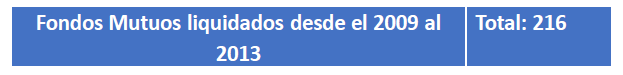 Fondos Mutuos liquidados desde el 2009 al
2013
Total: 216